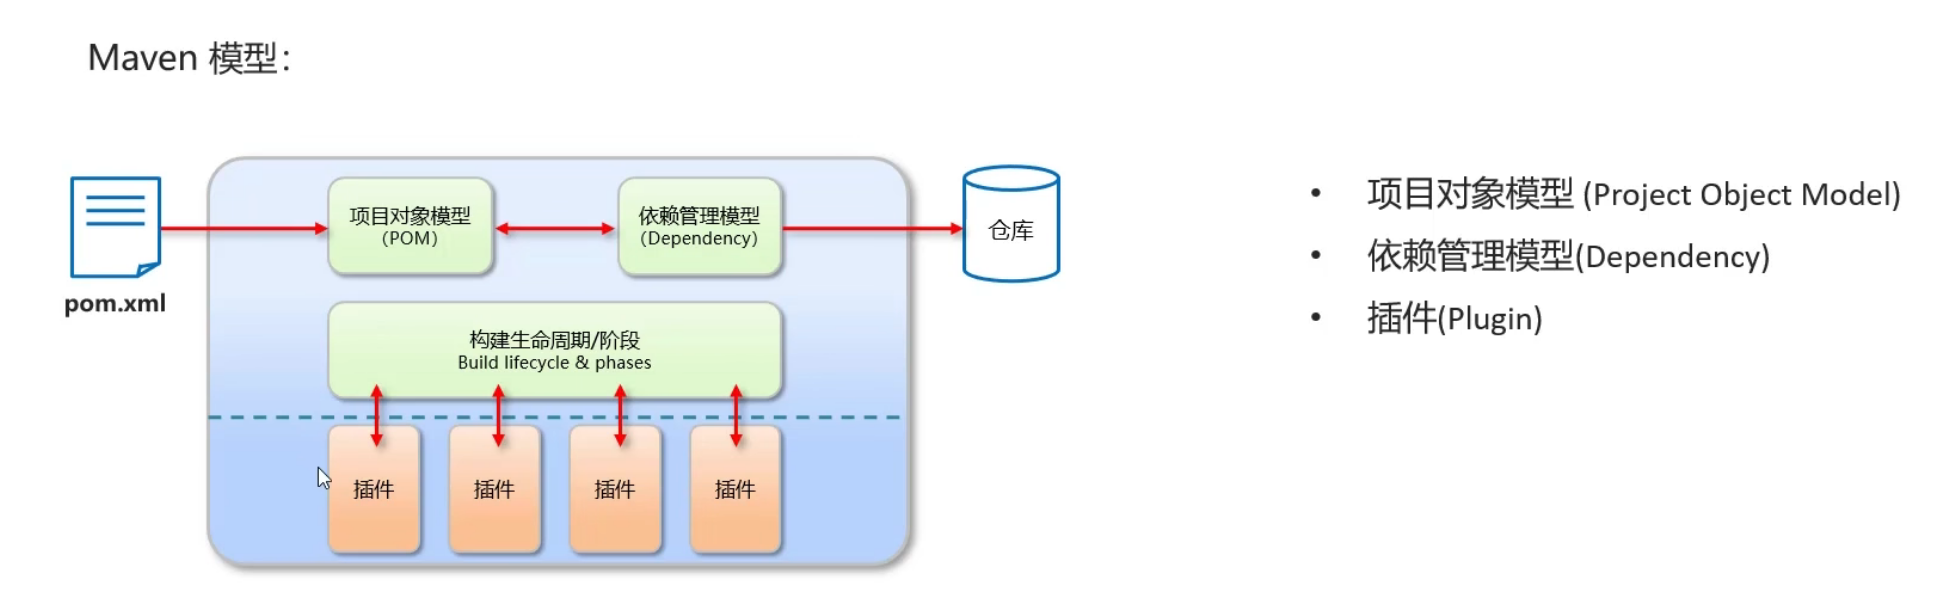 Maven 模型：
pom.xml
项目对象模型
（POM）
依赖管理模型
（Dependency）
仓库
构建生命周期/阶段
Build lifecycle & phases
插件
插件
插件
插件
• 项目对象模型 (Project Object Model)
• 依赖管理模型(Dependency)
• 插件(Plugin)